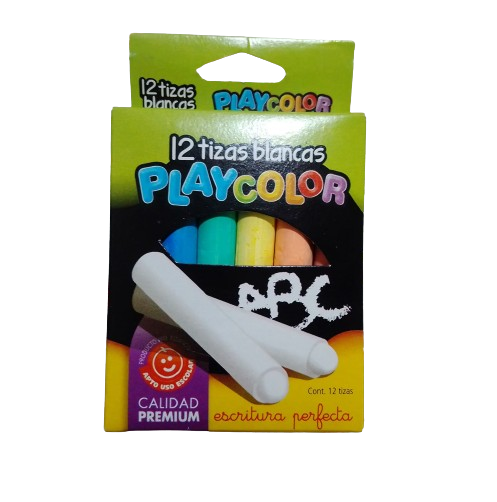 12 tizas
blancas
PLAYCOLOR
12 tizas blancas
PLAYCOLOR
ABC
PRODUCTO
APTO USO ESCOLAR
CALIDAD
PREMIUM
Cont. 12 tizas
escritura perfecta